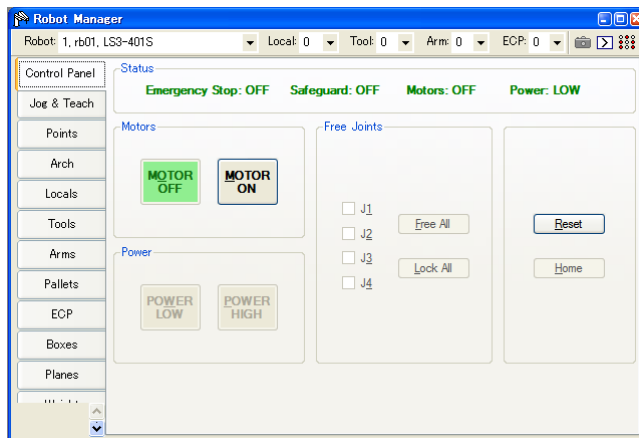 Robot Manager
Robot: 1, rb01, LS3-401S Local: 0 Tool: 0 Arm: 0 ECP: 0
Control Panel
Jog & Teach
Points
Arch
Locals
Tools
Arms
Pallets
ECP
Boxes
Planes
Status
Emergency Stop: OFF Safeguard: OFF Motors: OFF Power: LOW
Motors
MOTOR OFF
MOTOR ON
Power
POWER LOW
POWER HIGH
Free Joints
J1
J2
J3
J4
Free All
Lock All
Reset
Home